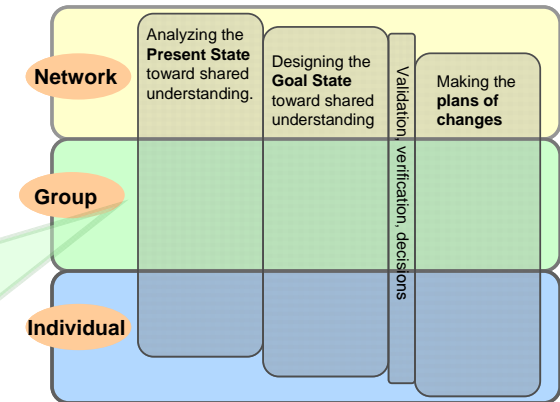 Network
Analyzing the
Present State
toward shared
understanding.
Designing the
Goal State
toward shared
understanding
Validation, verification, decisions
Making the
plans of
changes
Group
Individual